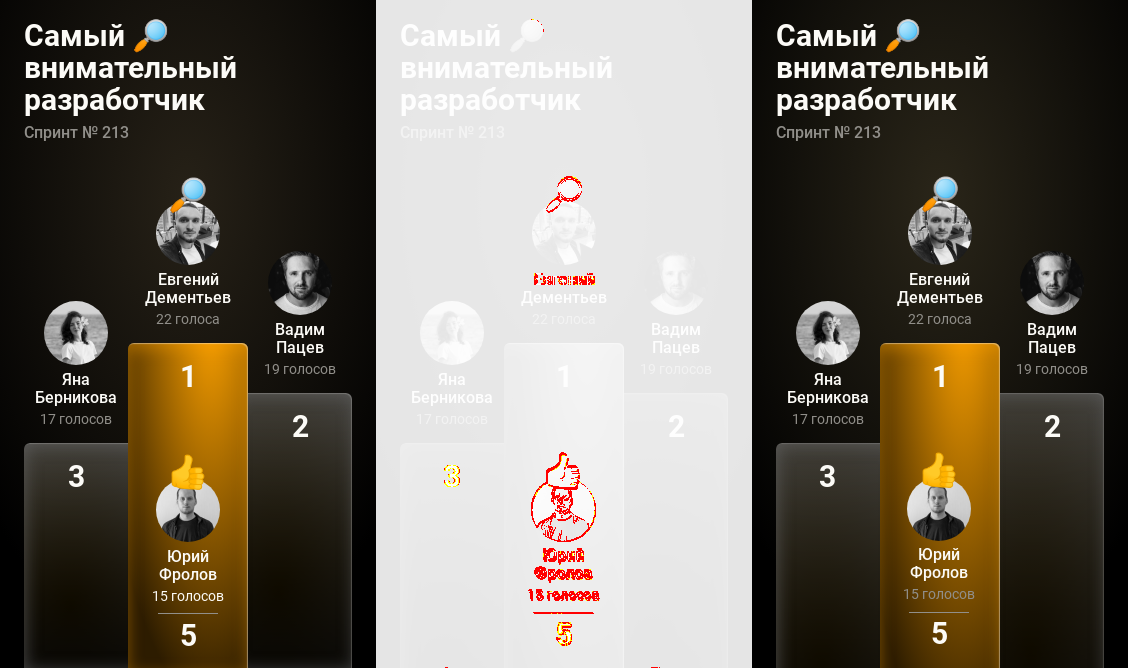 Самый 🔎
внимательный
разработчик
Спринт № 213
Евгений
Дементьев
22 голоса
Вадим
Пацев
19 голосов
Яна
Берникова
17 голосов
1
2
3
Юрий
Фролов
15 голосов
5
Самый
внимательный
разработчик
Спринт № 213
Евгений
Дементьев
22 голоса
Вадим
Пацев
19 голосов
Яна
Берникова
17 голосов
1
2
3
Юрий
Фролов
15 голосов
5
Самый 🔎
внимательный
разработчик
Спринт № 213
Евгений
Дементьев
22 голоса
Вадим
Пацев
19 голосов
Яна
Берникова
17 голосов
1
2
3
Юрий
Фролов
15 голосов
5